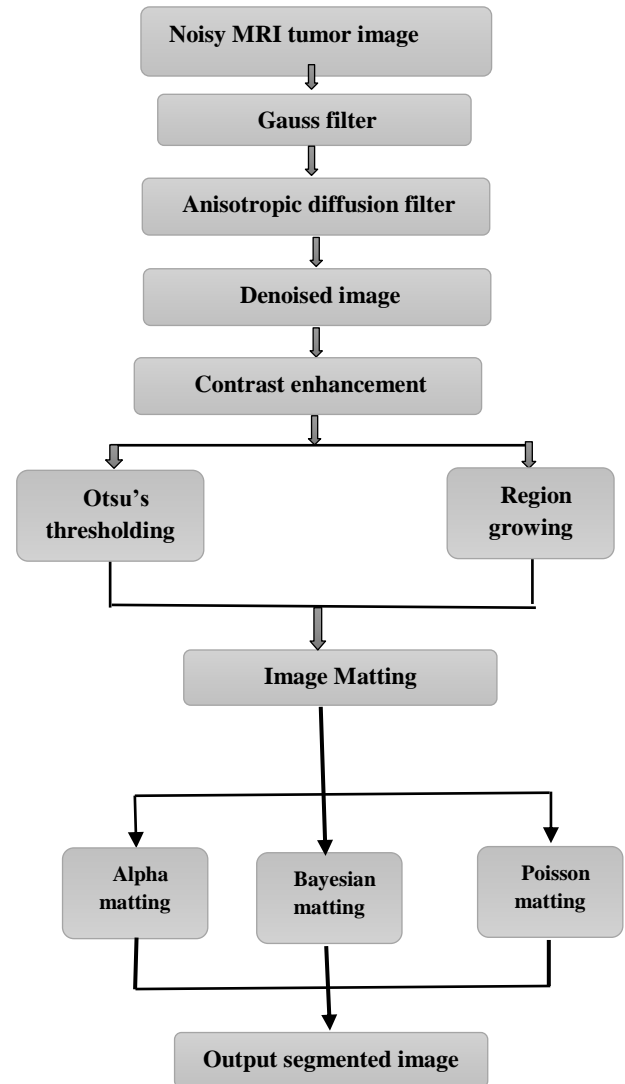 Noisy MRI tumor image
Gauss filter
Anisotropic diffusion filter
Denoised image
Contrast enhancement
Otsu’s
thresholding
Region
growing
Image Matting
Alpha
matting
Bayesian
matting
Poisson
matting
Output segmented image